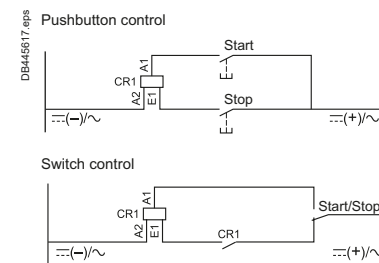 DB445617.eps
Pushbutton control
Start
A1
CR1
A2
E1
Stop
(–)/~
(+)/~
Switch control
A1
CR1
Start/Stop
A2
E1
CR1
(–)/~
(+)/~